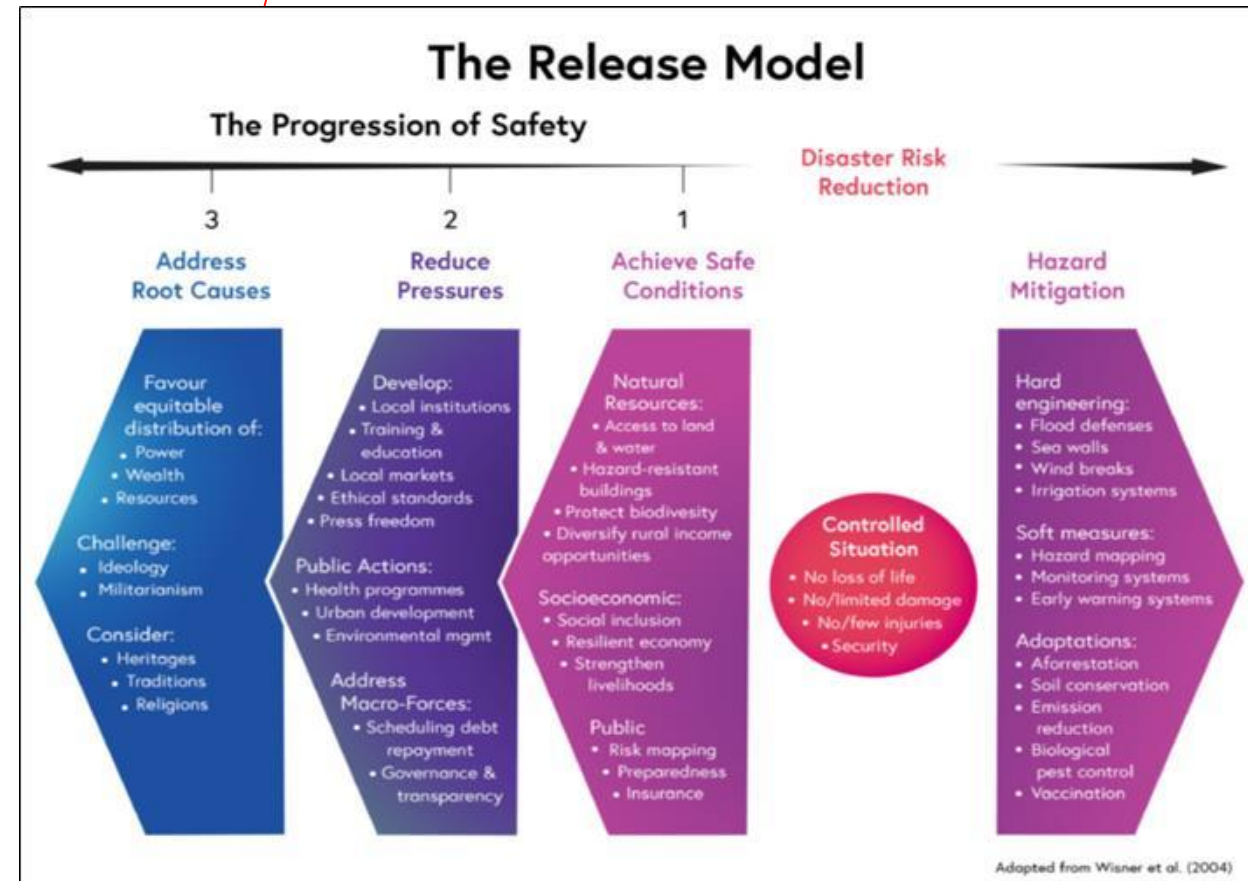 The Release Model
The Progression of Safety
Disaster Risk
Reduction
3
2
1
Address
Root Causes
Reduce
Pressures
Achieve Safe
Conditions
Hazard
Mitigation
Favour
equitable
distribution of:
• Power
• Wealth
• Resources
Challenge:
• Ideology
• Militarianism
Consider:
• Heritages
• Traditions
• Religions
Develop:
• Local institutions
• Training &
education
• Local markets
• Ethical standards
• Press freedom
Public Actions:
• Health programmes
• Urban development
• Environmental mgmt
Address
Macro-Forces:
• Scheduling debt
repayment
• Governance &
transparency
Natural
Resources:
• Access to land
& water
• Hazard-resistant
buildings
• Protect biodivesity
• Diversify rural income
opportunities
Socioeconomic:
• Social inclusion
• Resilient economy
• Strengthen
livelihoods
Public
• Risk mapping
• Preparedness
• Insurance
Controlled
Situation
• No loss of life
• No/limited damage
• No/few injuries
• Security
Hard
engineering:
• Flood defenses
• Sea walls
• Wind breaks
• Irrigation systems
Soft measures:
• Hazard mapping
• Monitoring systems
• Early warning systems
Adaptations:
• Aforrestation
• Soil conservation
• Emission
reduction
• Biological
pest control
• Vaccination
Adapted from Wisner et al. (2004)